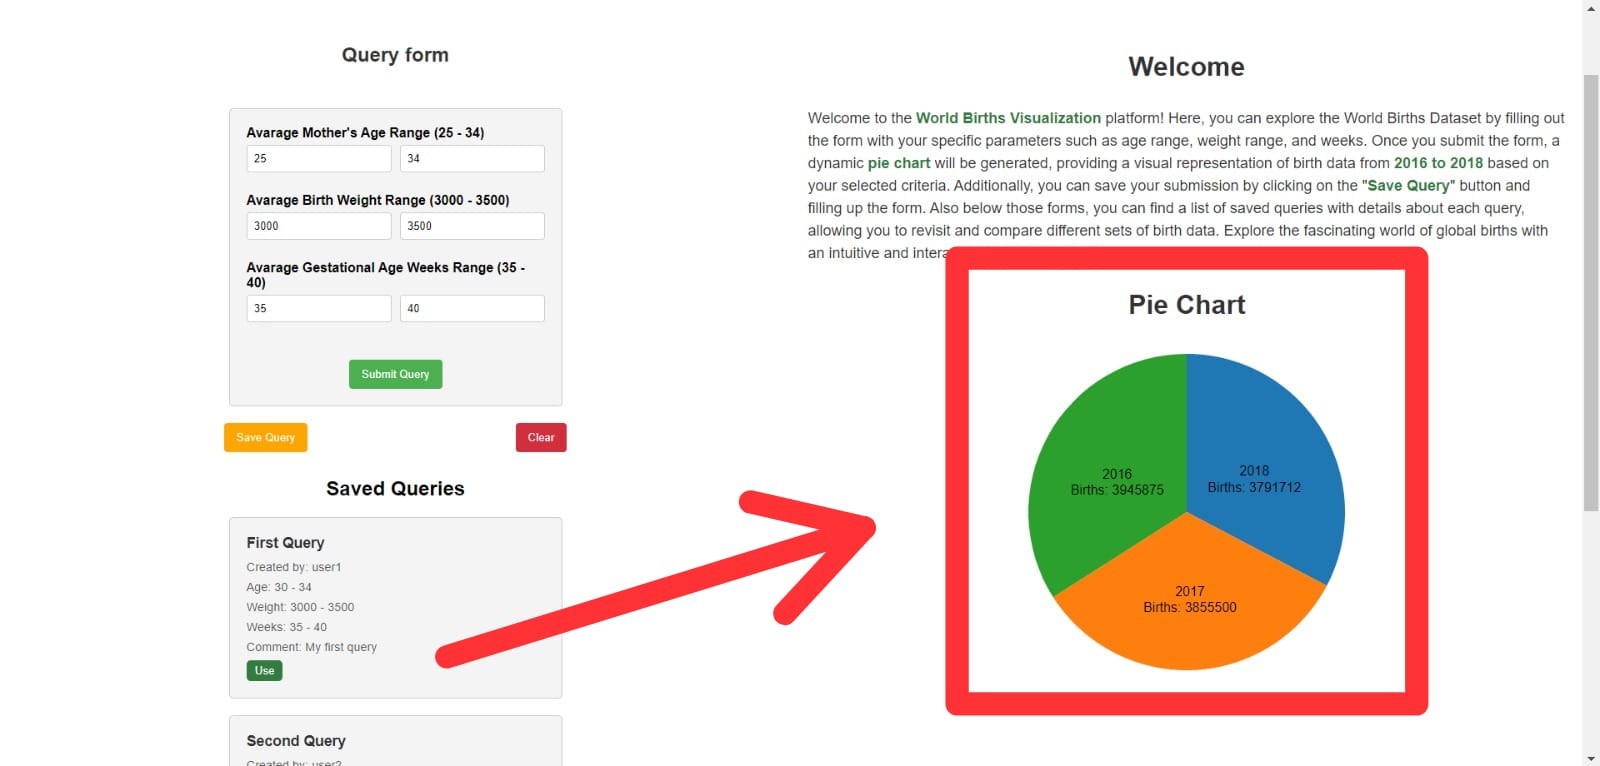 Query form
Avarage Mother's Age Range (25 - 34)
25 34
Avarage Birth Weight Range (3000 - 3500)
3000 3500
Avarage Gestational Age Weeks Range (35 -
40)
35 40
Submit Query
Save Query Clear
Saved Queries
First Query
Created by: user1
Age: 30 - 34
Weight: 3000 - 3500
Weeks: 35 - 40
Comment: My first query
Use
Second Query
Created by: user2
Welcome
Welcome to the World Births Visualization platform! Here, you can explore the World Births Dataset by filling out
the form with your specific parameters such as age range, weight range, and weeks. Once you submit the form, a
dynamic pie chart will be generated, providing a visual representation of birth data from 2016 to 2018 based on
your selected criteria. Additionally, you can save your submission by clicking on the "Save Query" button and
filling up the form. Also below those forms, you can find a list of saved queries with details about each query,
allowing you to revisit and compare different sets of birth data. Explore the fascinating world of global births with
an intuitive and
Pie Chart
2016
Births: 3945875
2018
Births: 3791712
2017
Births: 3855500